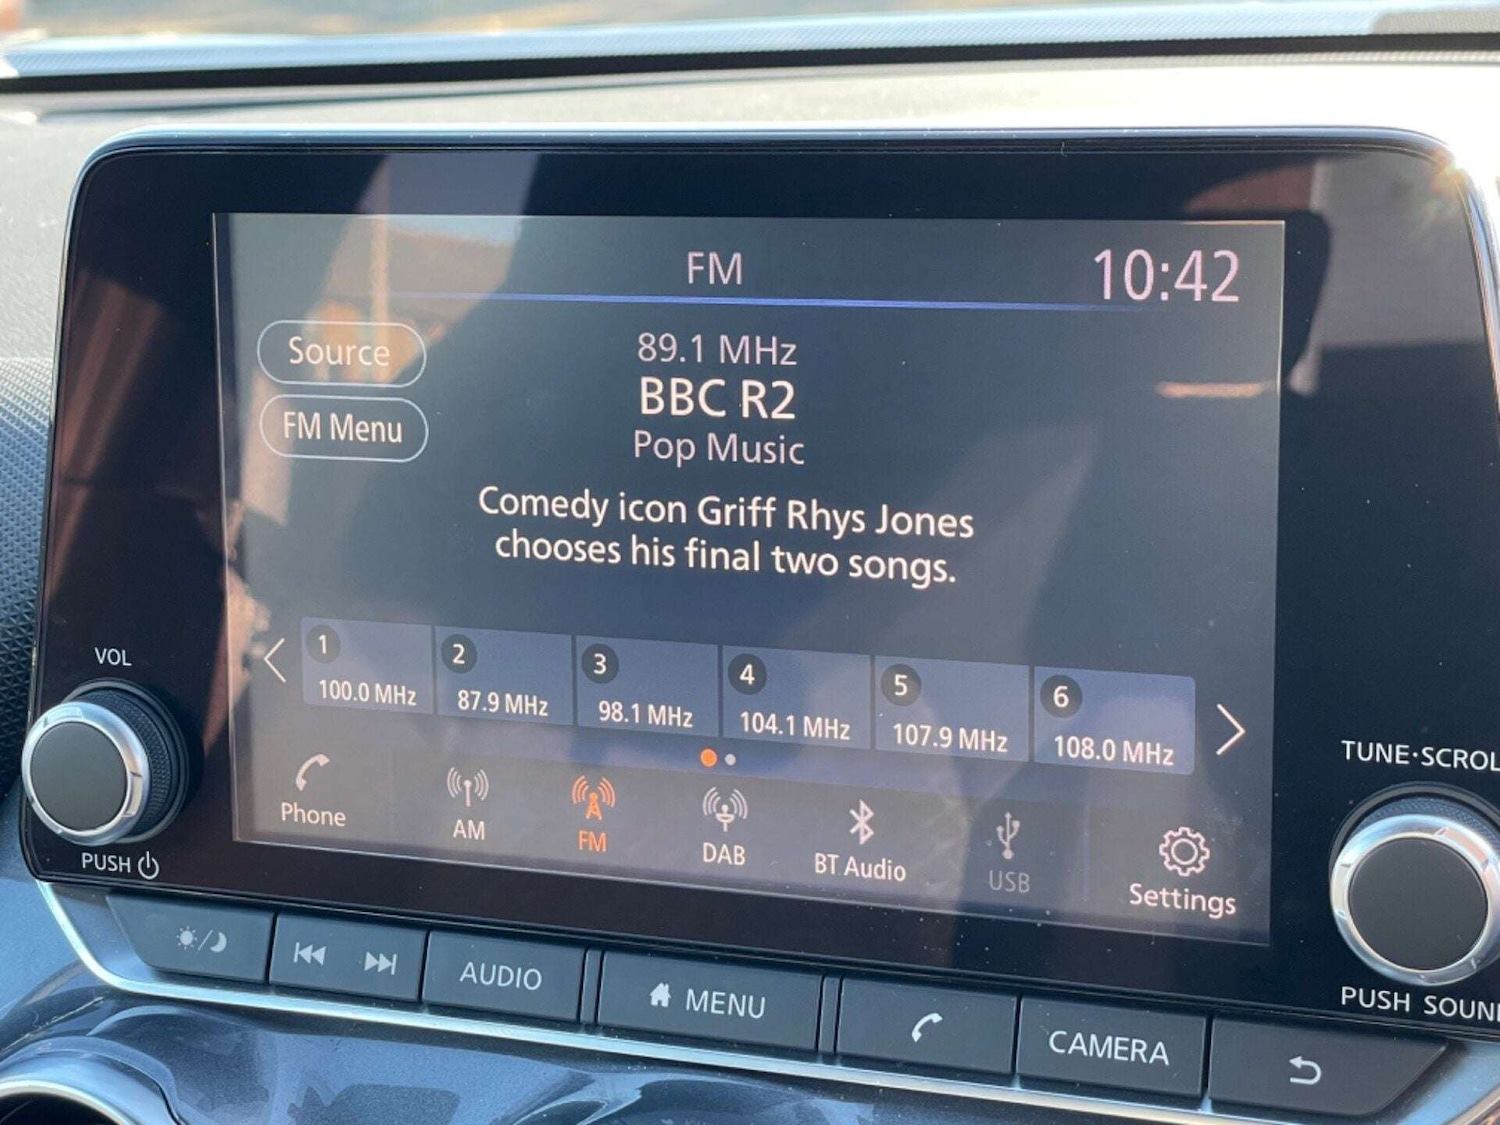 FM
10:42
Source
89.1 MHz
BBC R2
FM Menu
Pop Music
Comedy icon Griff Rhys Jones
chooses his final two songs.
1
100.0 MHz
2
87.9 MHz
3
98.1 MHz
4
104.1 MHz
5
107.9 MHz
6
108.0 MHz
Phone
AM
FM
DAB
BT Audio
USB
Settings
VOL
PUSH
TUNE·SCROL
PUSH SOUN
AUDIO
MENU
CAMERA